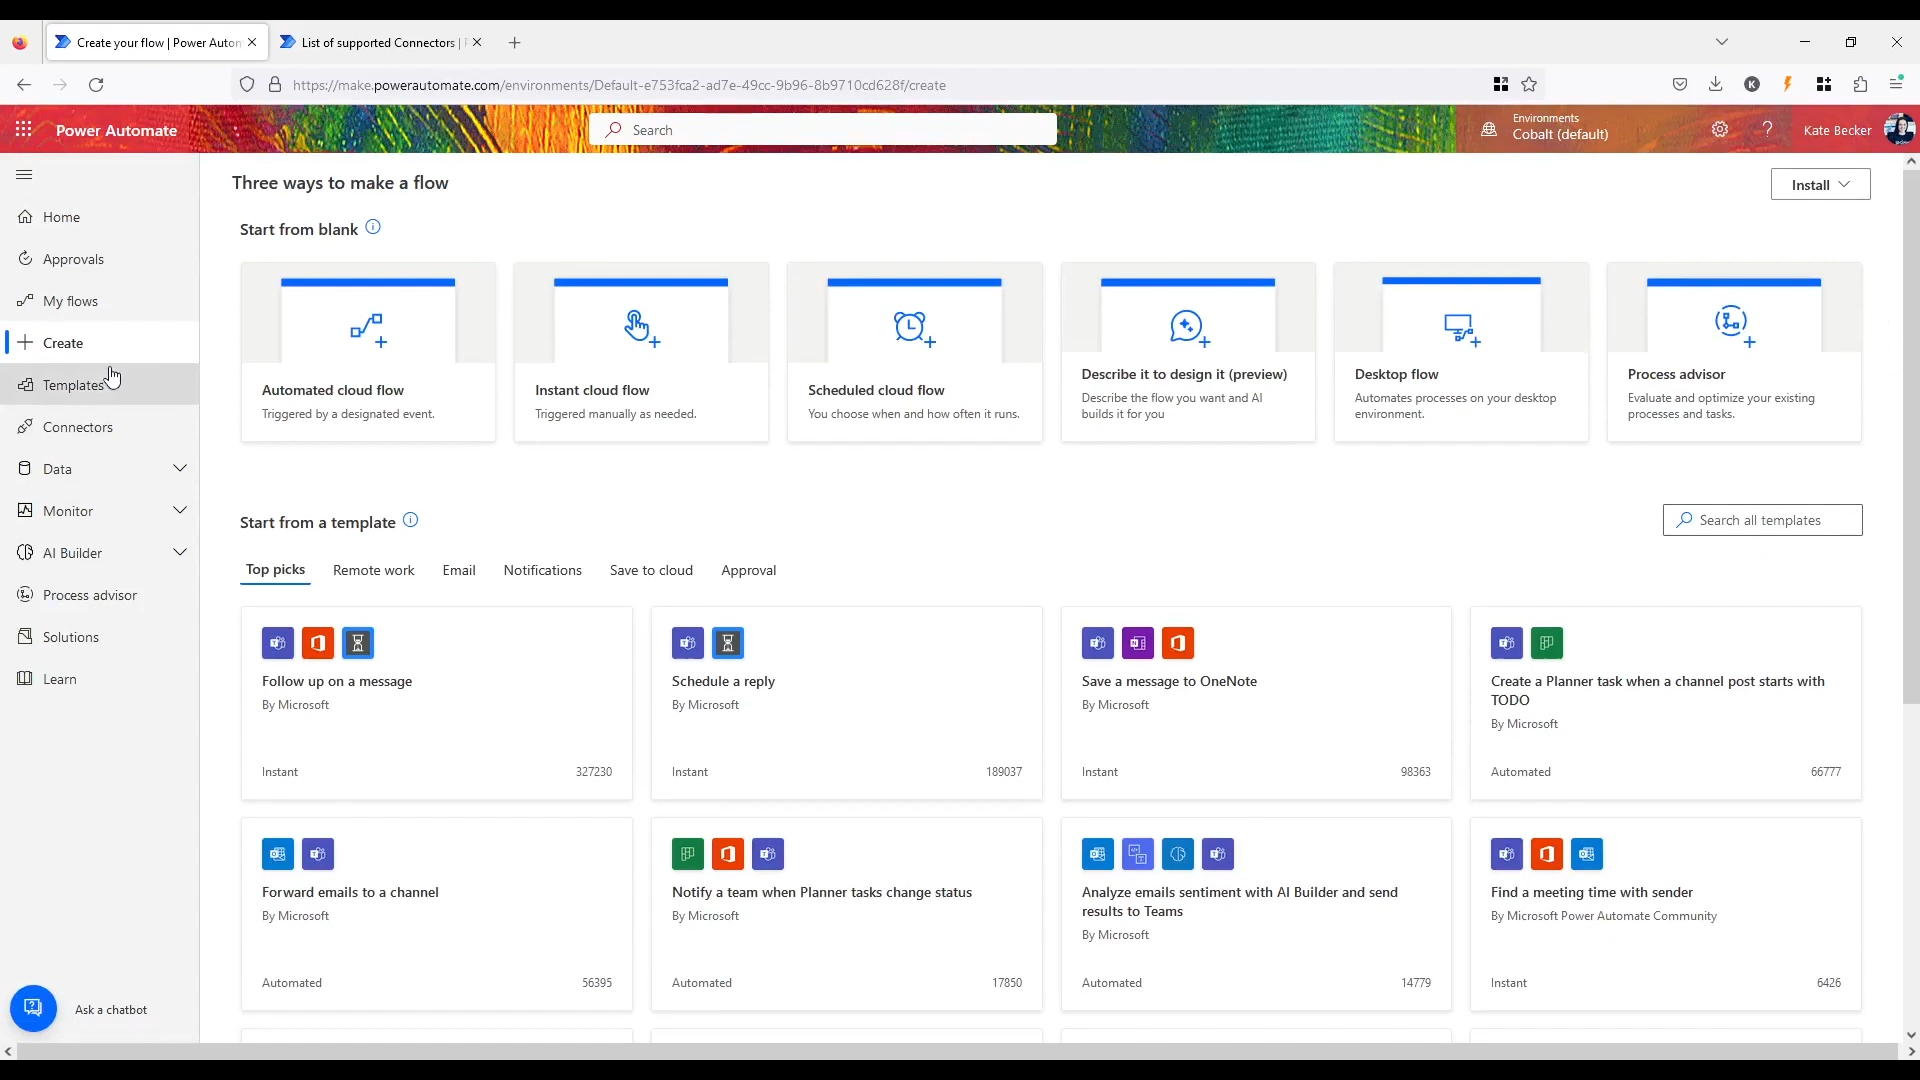 Create your flow | Power Autom
List of supported Connectors |
https://make.powerautomate.com/environments/Default-e753fca2-ad7e-49cc-9b96-8b9710cd628f/create
K
Power Automate
Search
Environments
Cobalt (default)
?
Kate Becker
Home
Approvals
My flows
Create
Templates
Connectors
Data
Monitor
AI Builder
Process advisor
Solutions
Learn
Ask a chatbot
Three ways to make a flow
Install
Start from blank
Automated cloud flow
Triggered by a designated event.
Instant cloud flow
Triggered manually as needed.
Scheduled cloud flow
You choose when and how often it runs.
Describe it to design it (preview)
Describe the flow you want and AI
builds it for you
Desktop flow
Automates processes on your desktop
environment.
Process advisor
Evaluate and optimize your existing
processes and tasks.
Start from a template
Search all templates
Top picks
Remote work
Email
Notifications
Save to cloud
Approval
Follow up on a message
By Microsoft
Instant
327230
Schedule a reply
By Microsoft
Instant
189037
Save a message to OneNote
By Microsoft
Instant
98363
Create a Planner task when a channel post starts with
TODO
By Microsoft
Automated
66777
Forward emails to a channel
By Microsoft
Automated
56395
Notify a team when Planner tasks change status
By Microsoft
Automated
17850
Analyze emails sentiment with AI Builder and send
results to Teams
By Microsoft
Automated
14779
Find a meeting time with sender
By Microsoft Power Automate Community
Instant
6426